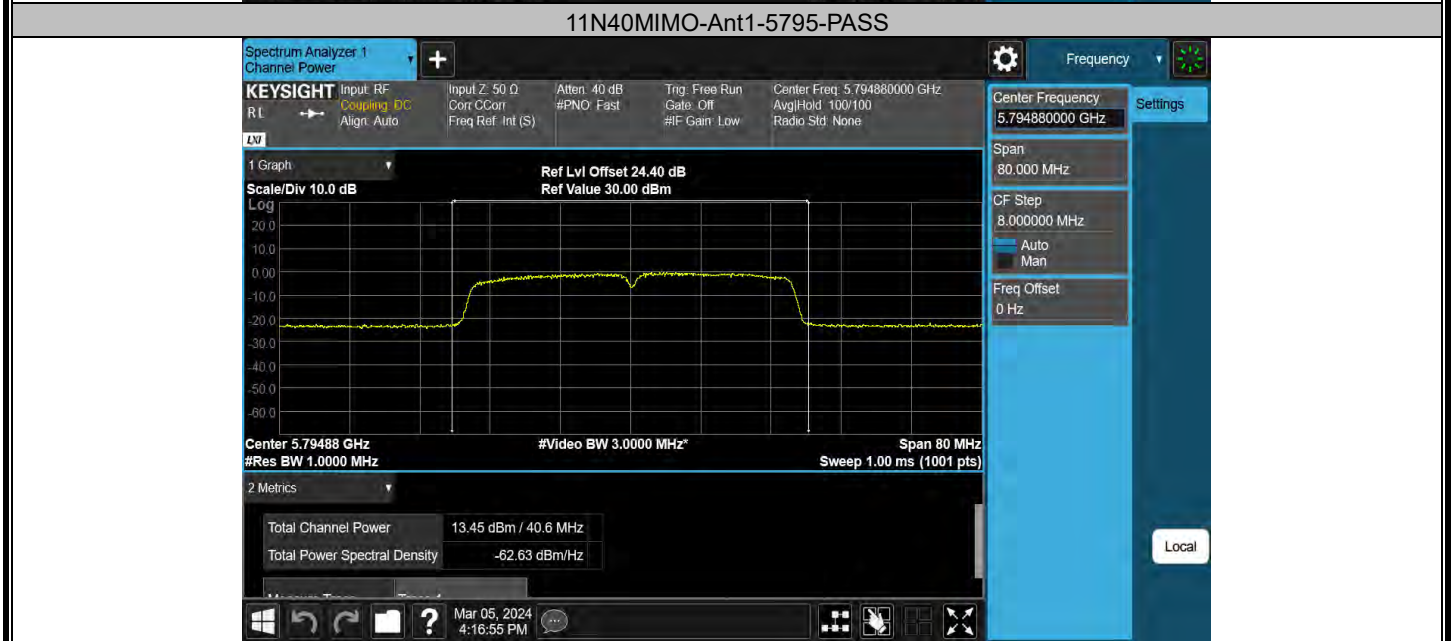 11N40MIMO-Ant1-5795-PASS
Spectrum Analyzer 1
Channel Power
Frequency
KEYSIGHT
RL
LXI
Input: RF
Coupling: DC
Align: Auto
Input Z: 50 Ω
Corr CCorr
Freq Ref: Int (S)
Atten: 40 dB
#PNO: Fast
Trig: Free Run
Gate: Off
#IF Gain: Low
Center Freq: 5.794880000 GHz
Avg|Hold: 100/100
Radio Std: None
Center Frequency
5.794880000 GHz
Settings
Span
80.000 MHz
CF Step
8.000000 MHz
Auto
Man
Freq Offset
0 Hz
1 Graph
Scale/Div 10.0 dB
Ref Lvl Offset 24.40 dB
Ref Value 30.00 dBm
Log
20.0
10.0
0.00
-10.0
-20.0
-30.0
-40.0
-50.0
-60.0
Center 5.79488 GHz
#Video BW 3.0000 MHz*
Span 80 MHz
#Res BW 1.0000 MHz
Sweep 1.00 ms (1001 pts)
2 Metrics
Total Channel Power 13.45 dBm / 40.6 MHz
Total Power Spectral Density -62.63 dBm/Hz
Local
?
Mar 05, 2024
4:16:55 PM